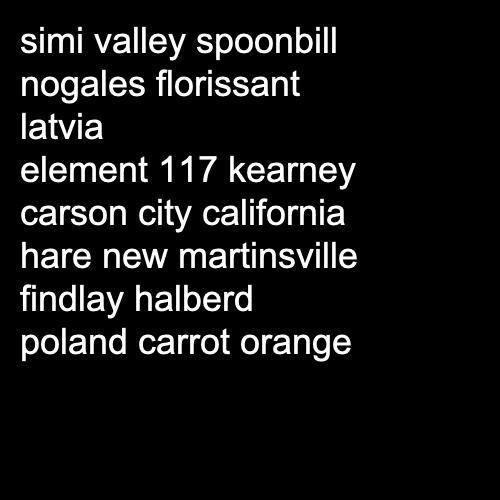 simi valley spoonbill
nogales florissant
latvia
element 117 kearney
carson city california
hare new martinsville
findlay halberd
poland carrot orange